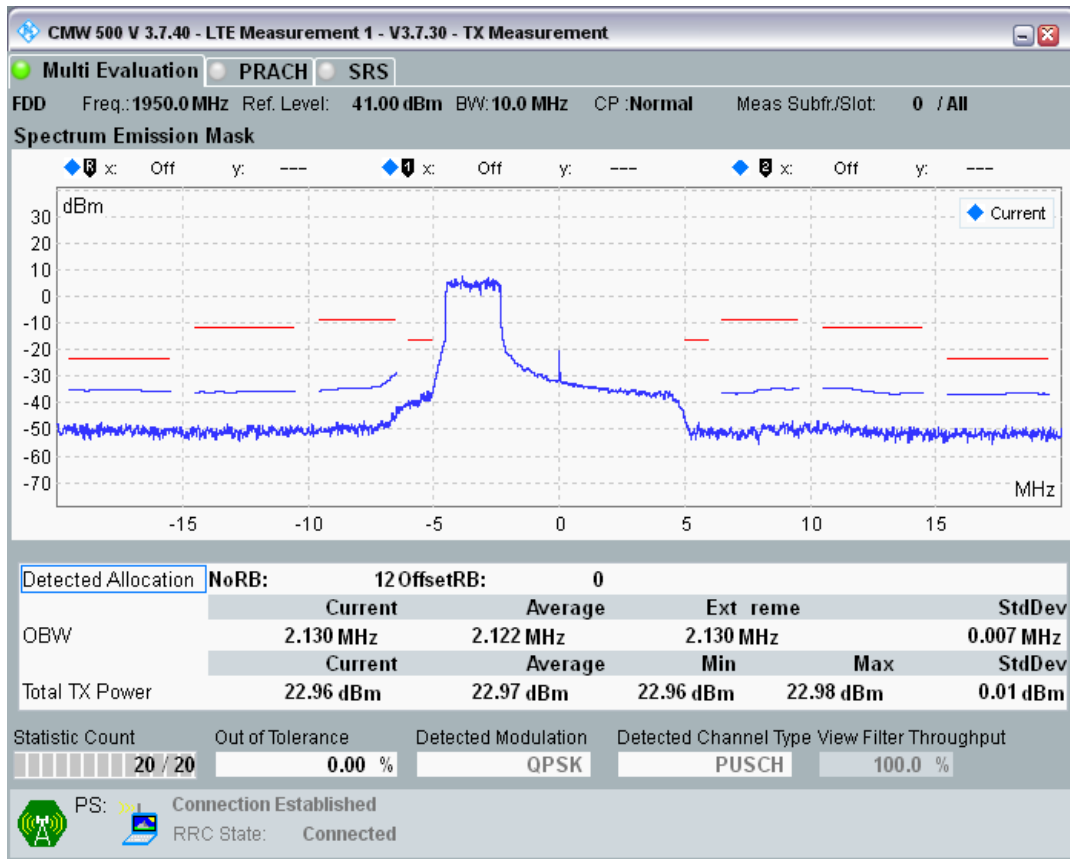 CMW 500 V 3.7.40 - LTE Measurement 1 - V3.7.30 - TX Measurement
Multi Evaluation PRACH SRS
FDD Freq.: 1950.0 MHz Ref. Level: 41.00 dBm BW: 10.0 MHz CP :Normal Meas Subfr./Slot: 0 / All
Spectrum Emission Mask
R x: Off y: --- 1 x: Off y: --- 2 x: Off y: ---
dBm
Current
30
20
10
0
-10
-20
-30
-40
-50
-60
-70
MHz
-15 -10 -5 0 5 10 15
Detected Allocation NoRB: 12 OffsetRB: 0
Current Average Ext reme StdDev
OBW 2.130 MHz 2.122 MHz 2.130 MHz 0.007 MHz
Current Average Min Max StdDev
Total TX Power 22.96 dBm 22.97 dBm 22.96 dBm 22.98 dBm 0.01 dBm
Statistic Count Out of Tolerance Detected Modulation Detected Channel Type View Filter Throughput
20 / 20 0.00 % QPSK PUSCH 100.0 %
PS: Connection Established
RRC State: Connected